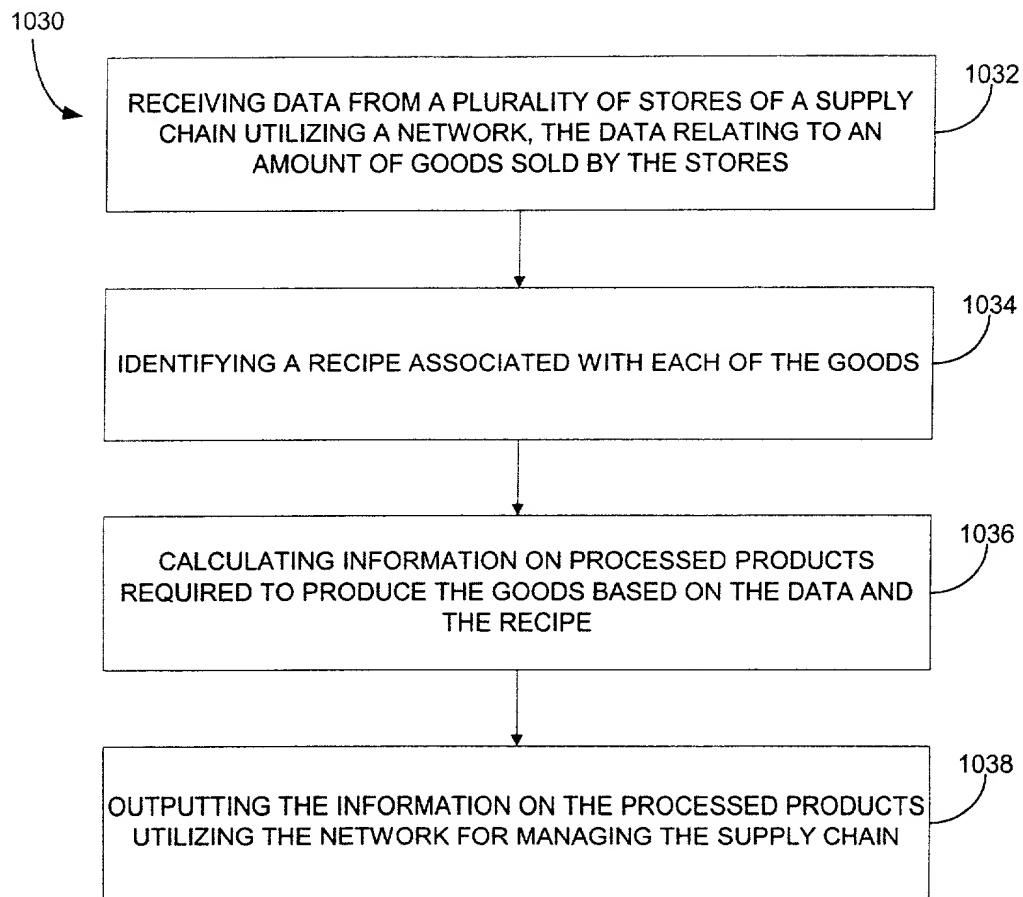 1030
1032
RECEIVING DATA FROM A PLURALITY OF STORES OF A SUPPLY
CHAIN UTILIZING A NETWORK, THE DATA RELATING TO AN
AMOUNT OF GOODS SOLD BY THE STORES
1034
IDENTIFYING A RECIPE ASSOCIATED WITH EACH OF THE GOODS
1036
CALCULATING INFORMATION ON PROCESSED PRODUCTS
REQUIRED TO PRODUCE THE GOODS BASED ON THE DATA AND
THE RECIPE
1038
OUTPUTTING THE INFORMATION ON THE PROCESSED PRODUCTS
UTILIZING THE NETWORK FOR MANAGING THE SUPPLY CHAIN